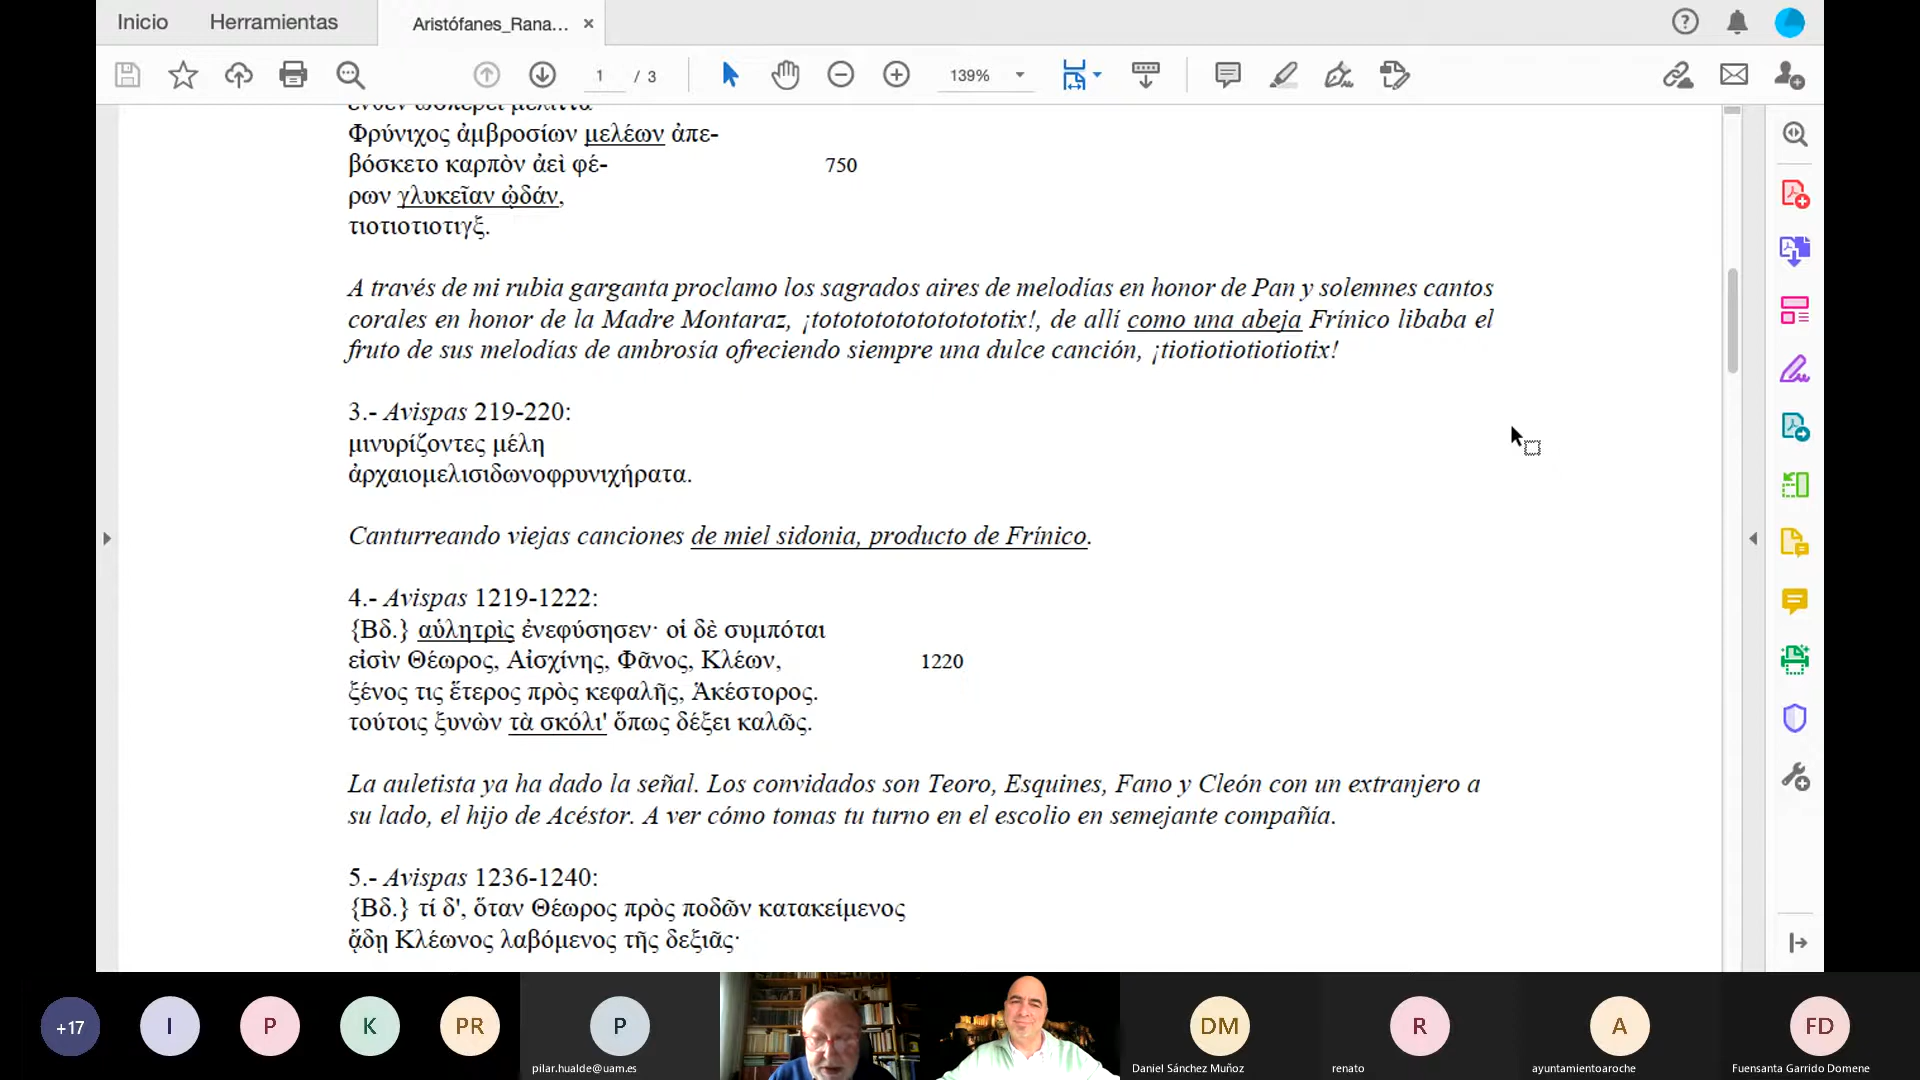 Inicio
Herramientas
Aristófanes_Rana...
1 / 3
139%
Φρύνιχος ἀμβροσίων μελέων ἀπε-
βόσκετο καρπὸν ἀεὶ φέ- 750
ρων γλυκεῖαν ᾠδάν,
τιοτιοτιοτιγξ.
A través de mi rubia garganta proclamo los sagrados aires de melodías en honor de Pan y solemnes cantos
corales en honor de la Madre Montaraz, ¡totototototototototix!, de allí como una abeja Frínico libaba el
fruto de sus melodías de ambrosía ofreciendo siempre una dulce canción, ¡tiotiotiotiotiotix!
3.- Avispas 219-220:
μινυρίζοντες μέλη
ἀρχαιομελισιδωνοφρυνιχήρατα.
Canturreando viejas canciones de miel sidonia, producto de Frínico.
4.- Avispas 1219-1222:
{Βδ.} αὐλητρὶς ἐνεφύσησεν· οἱ δὲ συμπόται
εἰσὶν Θέωρος, Αἰσχίνης, Φᾶνος, Κλέων, 1220
ξένος τις ἕτερος πρὸς κεφαλῆς, Ἀκέστορος.
τούτοις ξυνὼν τὰ σκόλι' ὅπως δέξει καλῶς.
La auletista ya ha dado la señal. Los convidados son Teoro, Esquines, Fano y Cleón con un extranjero a
su lado, el hijo de Acéstor. A ver cómo tomas tu turno en el escolio en semejante compañía.
5.- Avispas 1236-1240:
{Βδ.} τί δ', ὅταν Θέωρος πρὸς ποδῶν κατακείμενος
ᾄδῃ Κλέωνος λαβόμενος τῆς δεξιᾶς·
+17
I
P
K
PR
P
DM
R
A
FD
pilar.hualde@uam.es
Daniel Sánchez Muñoz
renato
ayuntamientoaroche
Fuensanta Garrido Domene